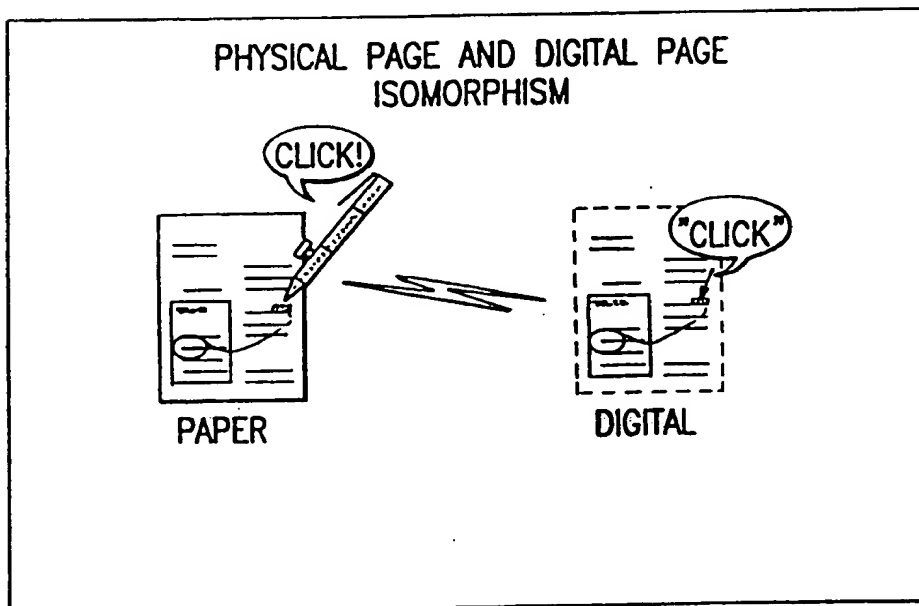 PHYSICAL PAGE AND DIGITAL PAGE
ISOMORPHISM
CLICK!
"CLICK"
PAPER
DIGITAL